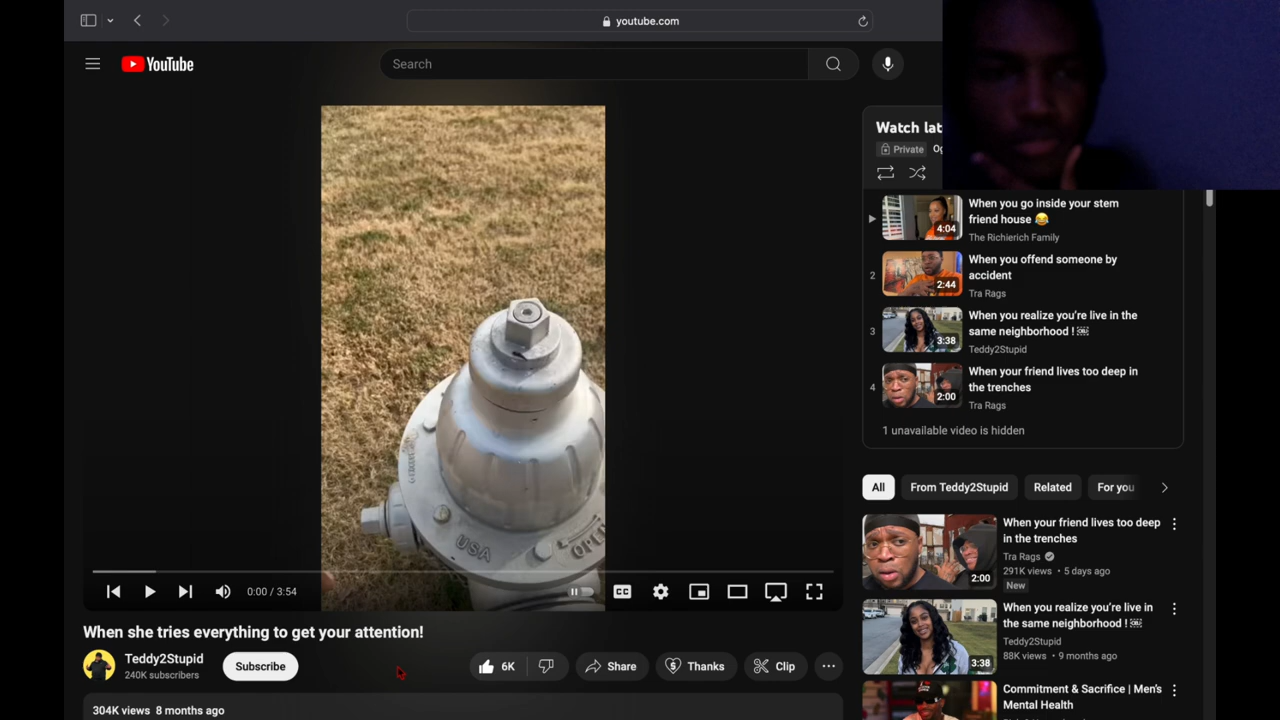 youtube.com
YouTube
Search
USA
OPEN
0:00 / 3:54
When she tries everything to get your attention!
Teddy2Stupid
240K subscribers
Subscribe
6K
Share
Thanks
Clip
304K views 8 months ago
Watch lat
Private
Og
4:04
When you go inside your stem
friend house 😂
The Richierich Family
2
2:44
When you offend someone by
accident
Tra Rags
3
3:38
When you realize you’re live in the
same neighborhood ! ￼
Teddy2Stupid
4
2:00
When your friend lives too deep in
the trenches
Tra Rags
1 unavailable video is hidden
All
From Teddy2Stupid
Related
For you
2:00
When your friend lives too deep
in the trenches
Tra Rags
291K views • 5 days ago
New
3:38
When you realize you’re live in
the same neighborhood ! ￼
Teddy2Stupid
88K views • 9 months ago
Commitment & Sacrifice | Men's
Mental Health